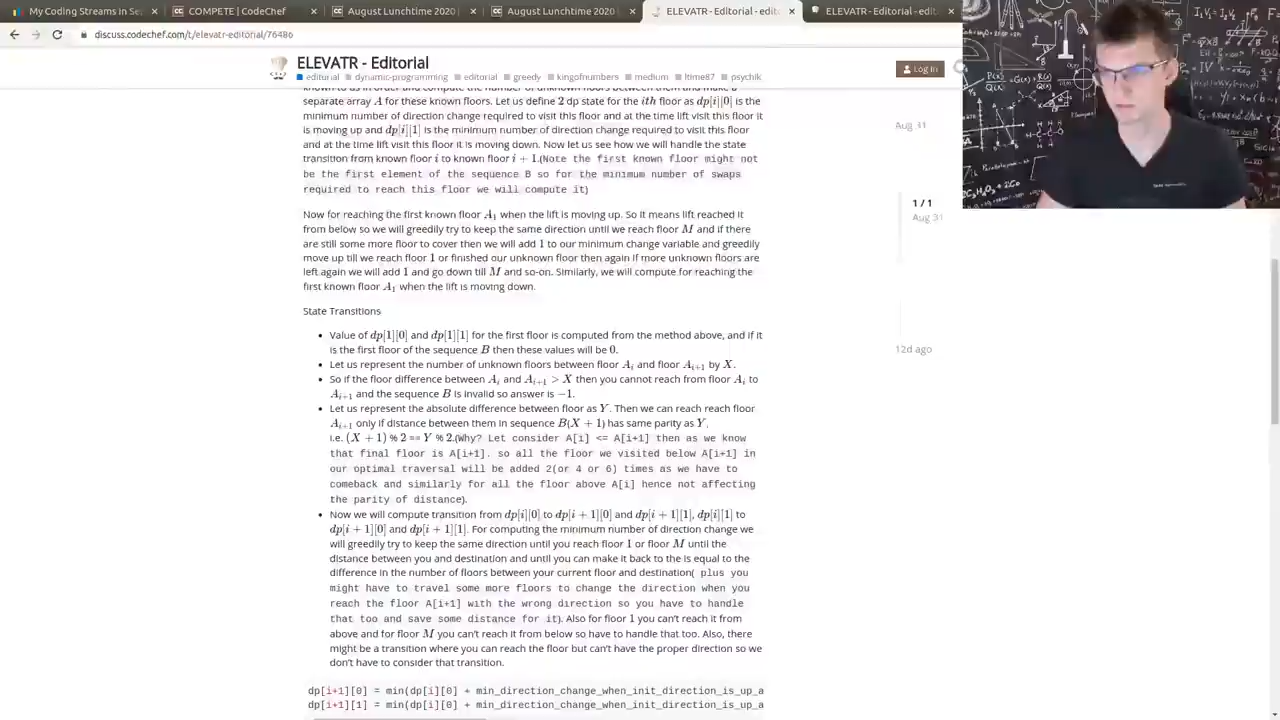 My Coding Streams in Se
COMPETE | CodeChef
August Lunchtime 2020
August Lunchtime 2020
ELEVATR - Editorial - edit
ELEVATR - Editorial - edi
discuss.codechef.com/t/elevatr-editorial/76486
ELEVATR - Editorial
editorial dynamic-programming editorial greedy kingofnumbers medium ltime87 psychik
Log In
known to us in order and compute the number of unknown floors between them and make a
separate array A for these known floors. Let us define 2 dp state for the ith floor as dp[i][0] is the
minimum number of direction change required to visit this floor and at the time lift visit this floor it
is moving up and dp[i][1] is the minimum number of direction change required to visit this floor
and at the time lift visit this floor it is moving down. Now let us see how we will handle the state
transition from known floor i to known floor i + 1.(Note the first known floor might not
be the first element of the sequence B so for the minimum number of swaps
required to reach this floor we will compute it)
Aug 31
1 / 1
Aug 31
12d ago
Now for reaching the first known floor A1 when the lift is moving up. So it means lift reached it
from below so we will greedily try to keep the same direction until we reach floor M and if there
are still some more floor to cover then we will add 1 to our minimum change variable and greedily
move up till we reach floor 1 or finished our unknown floor then again if more unknown floors are
left again we will add 1 and go down till M and so-on. Similarly, we will compute for reaching the
first known floor A1 when the lift is moving down.
State Transitions
• Value of dp[1][0] and dp[1][1] for the first floor is computed from the method above, and if it
is the first floor of the sequence B then these values will be 0.
• Let us represent the number of unknown floors between floor Ai and floor Ai+1 by X.
• So if the floor difference between Ai and Ai+1 > X then you cannot reach from floor Ai to
Ai+1 and the sequence B is invalid so answer is −1.
• Let us represent the absolute difference between floor as Y. Then we can reach reach floor
Ai+1 only if distance between them in sequence B(X + 1) has same parity as Y.
i.e. (X + 1) % 2 == Y % 2.(Why? Let consider A[i] <= A[i+1] then as we know
that final floor is A[i+1]. so all the floor we visited below A[i+1] in
our optimal traversal will be added 2(or 4 or 6) times as we have to
comeback and similarly for all the floor above A[i] hence not affecting
the parity of distance).
• Now we will compute transition from dp[i][0] to dp[i + 1][0] and dp[i + 1][1], dp[i][1] to
dp[i + 1][0] and dp[i + 1][1]. For computing the minimum number of direction change we
will greedily try to keep the same direction until you reach floor 1 or floor M until the
distance between you and destination and until you can make it back to the is equal to the
difference in the number of floors between your current floor and destination( plus you
might have to travel some more floors to change the direction when you
reach the floor A[i+1] with the wrong direction so you have to handle
that too and save some distance for it). Also for floor 1 you can't reach it from
above and for floor M you can't reach it from below so have to handle that too. Also, there
might be a transition where you can reach the floor but can't have the proper direction so we
don't have to consider that transition.
dp[i+1][0] = min(dp[i][0] + min_direction_change_when_init_direction_is_up_a
dp[i+1][1] = min(dp[i][0] + min_direction_change_when_init_direction_is_up_a